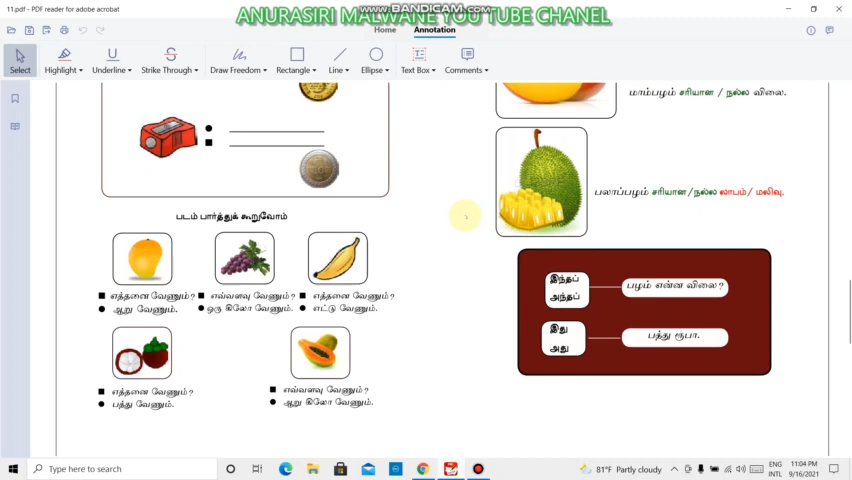 11.pdf - PDF reader for adobe acrobat
www.BANDICAM.com
ANURASIRI MALWANE YOU TUBE CHANEL
Home
Annotation
Select
Highlight
Underline
Strike Through
Draw Freedom
Rectangle
Line
Ellipse
Text Box
Comments
மாம்பழம் சரியான / நல்ல விலை.
பலாப்பழம் சரியான/நல்ல லாபம்/ மலிவு.
படம் பார்த்துக் கூறுவோம்
எத்தனை வேணும்?
ஆறு வேணும்.
எவ்வளவு வேணும்?
ஒரு கிலோ வேணும்.
எத்தனை வேணும்?
எட்டு வேணும்.
எத்தனை வேணும்?
பத்து வேணும்.
எவ்வளவு வேணும்?
ஆறு கிலோ வேணும்.
இந்தப்
அந்தப்
பழம் என்ன விலை?
இது
அது
பத்து ரூபா.
Type here to search
81°F Partly cloudy
ENG
INTL
11:04 PM
9/16/2021